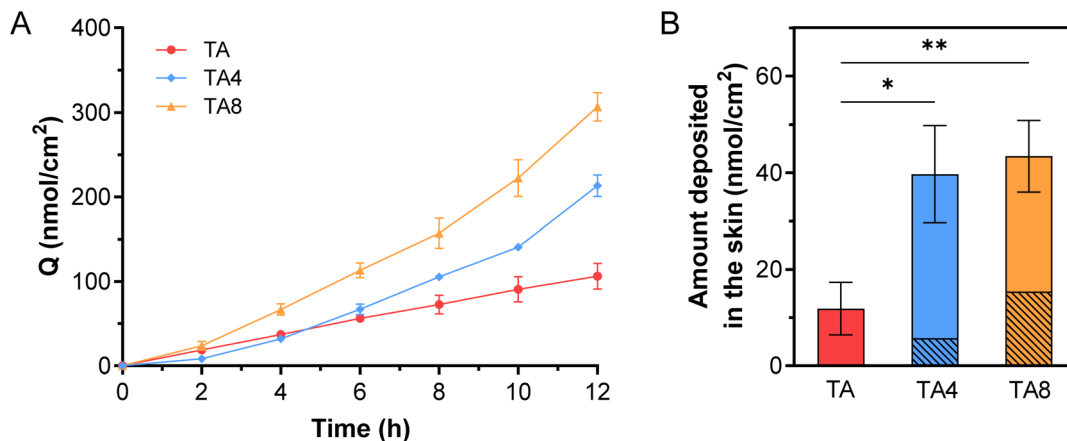 A
Q (nmol/cm²)
400
300
200
100
0
TA
TA4
TA8
0 2 4 6 8 10 12
Time (h)
B
Amount deposited
in the skin (nmol/cm²)
60
40
20
0
**
*
TA TA4 TA8